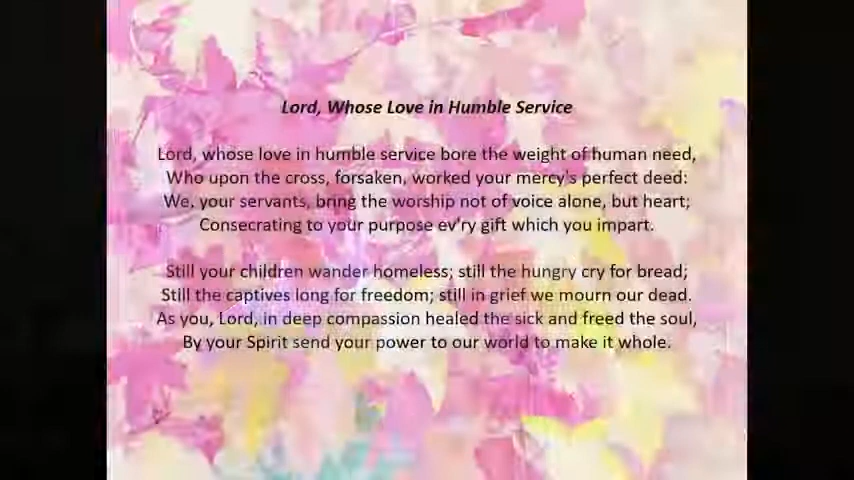 Lord, Whose Love in Humble Service
Lord, whose love in humble service bore the weight of human need,
Who upon the cross, forsaken, worked your mercy's perfect deed:
We, your servants, bring the worship not of voice alone, but heart;
Consecrating to your purpose ev'ry gift which you impart.
Still your children wander homeless; still the hungry cry for bread;
Still the captives long for freedom; still in grief we mourn our dead.
As you, Lord, in deep compassion healed the sick and freed the soul,
By your Spirit send your power to our world to make it whole.